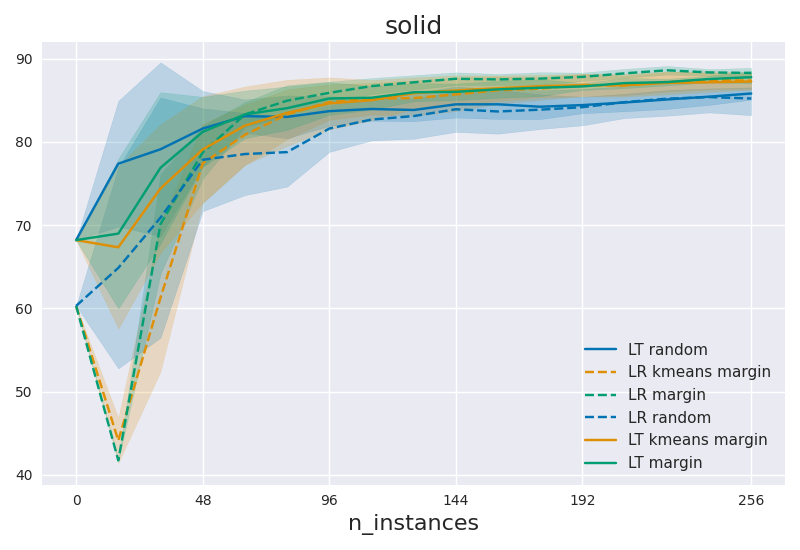 solid
90
80
70
60
50
40
0
48
96
144
192
256
n_instances
LT random
LR kmeans margin
LR margin
LR random
LT kmeans margin
LT margin